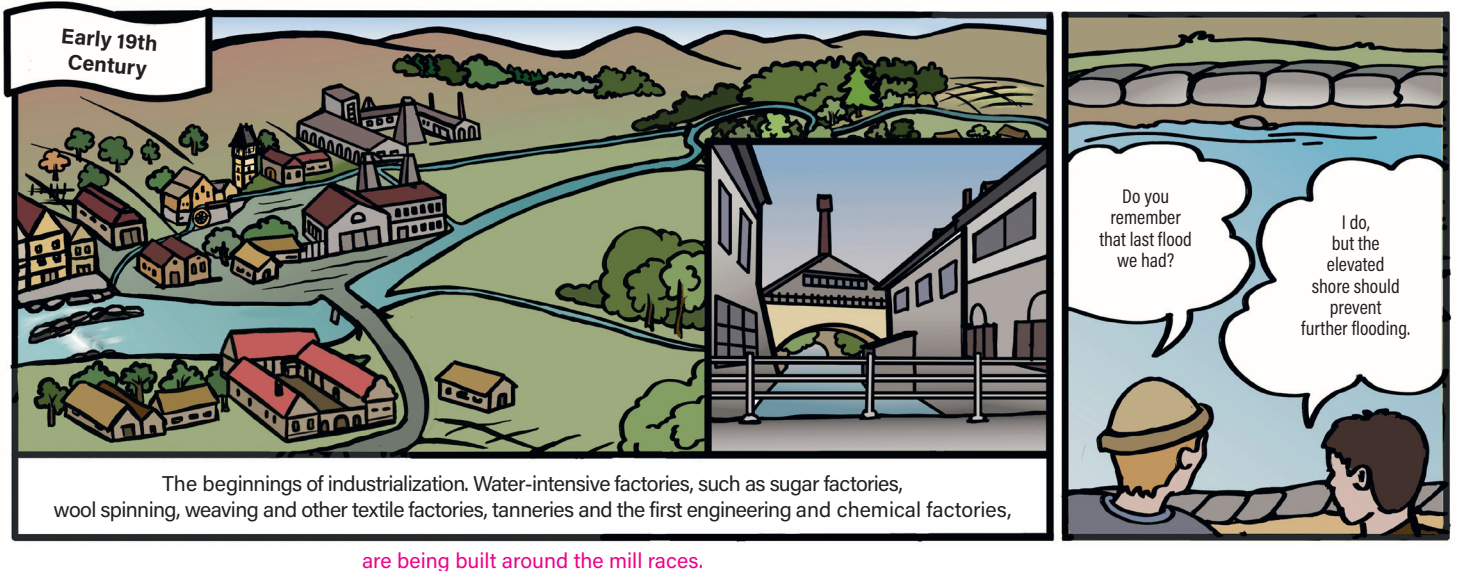 Early 19th
Century
The beginnings of industrialization. Water-intensive factories, such as sugar factories,
wool spinning, weaving and other textile factories, tanneries and the first engineering and chemical factories,
are being built around the mill races.
Do you
remember
that last flood
we had?
I do,
but the
elevated
shore should
prevent
further flooding.